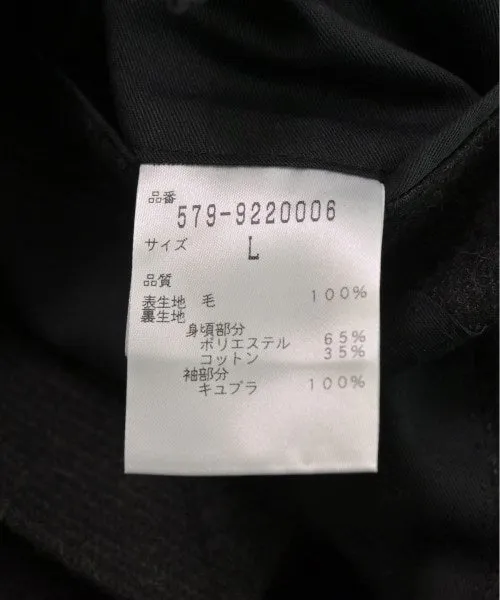 品番
579-9220006
サイズ L
品質
表生地 毛 100%
裏生地
身頃部分
ポリエステル 65%
コットン 35%
袖部分
キュプラ 100%